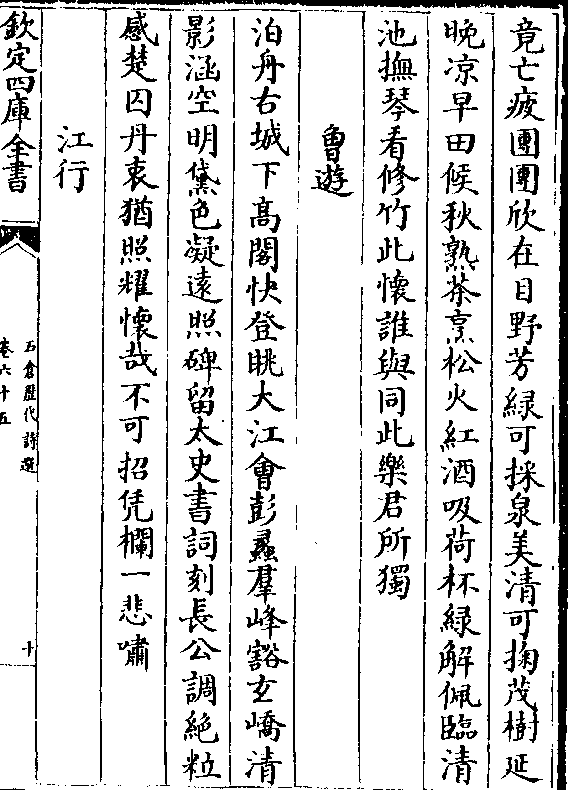 竟亡疲團團欣在目野芳緑可採泉美清可掬茂樹延
晚凉早田候秋熟茶烹松火紅酒吸荷杯緑解佩臨清
池撫琴看修竹此懷誰與同此樂君所獨
魯遊
泊舟古城下高閣快登眺大江會彭蠡羣峰豁玄嶠清
影涵空明黛色凝遠照碑留太史書詞刻長公調絶粒
感楚囚丹衷猶照耀懷哉不可招凭欄一悲嘯
江行
欽定四庫全書
石倉歷代詩選
卷六十五
十